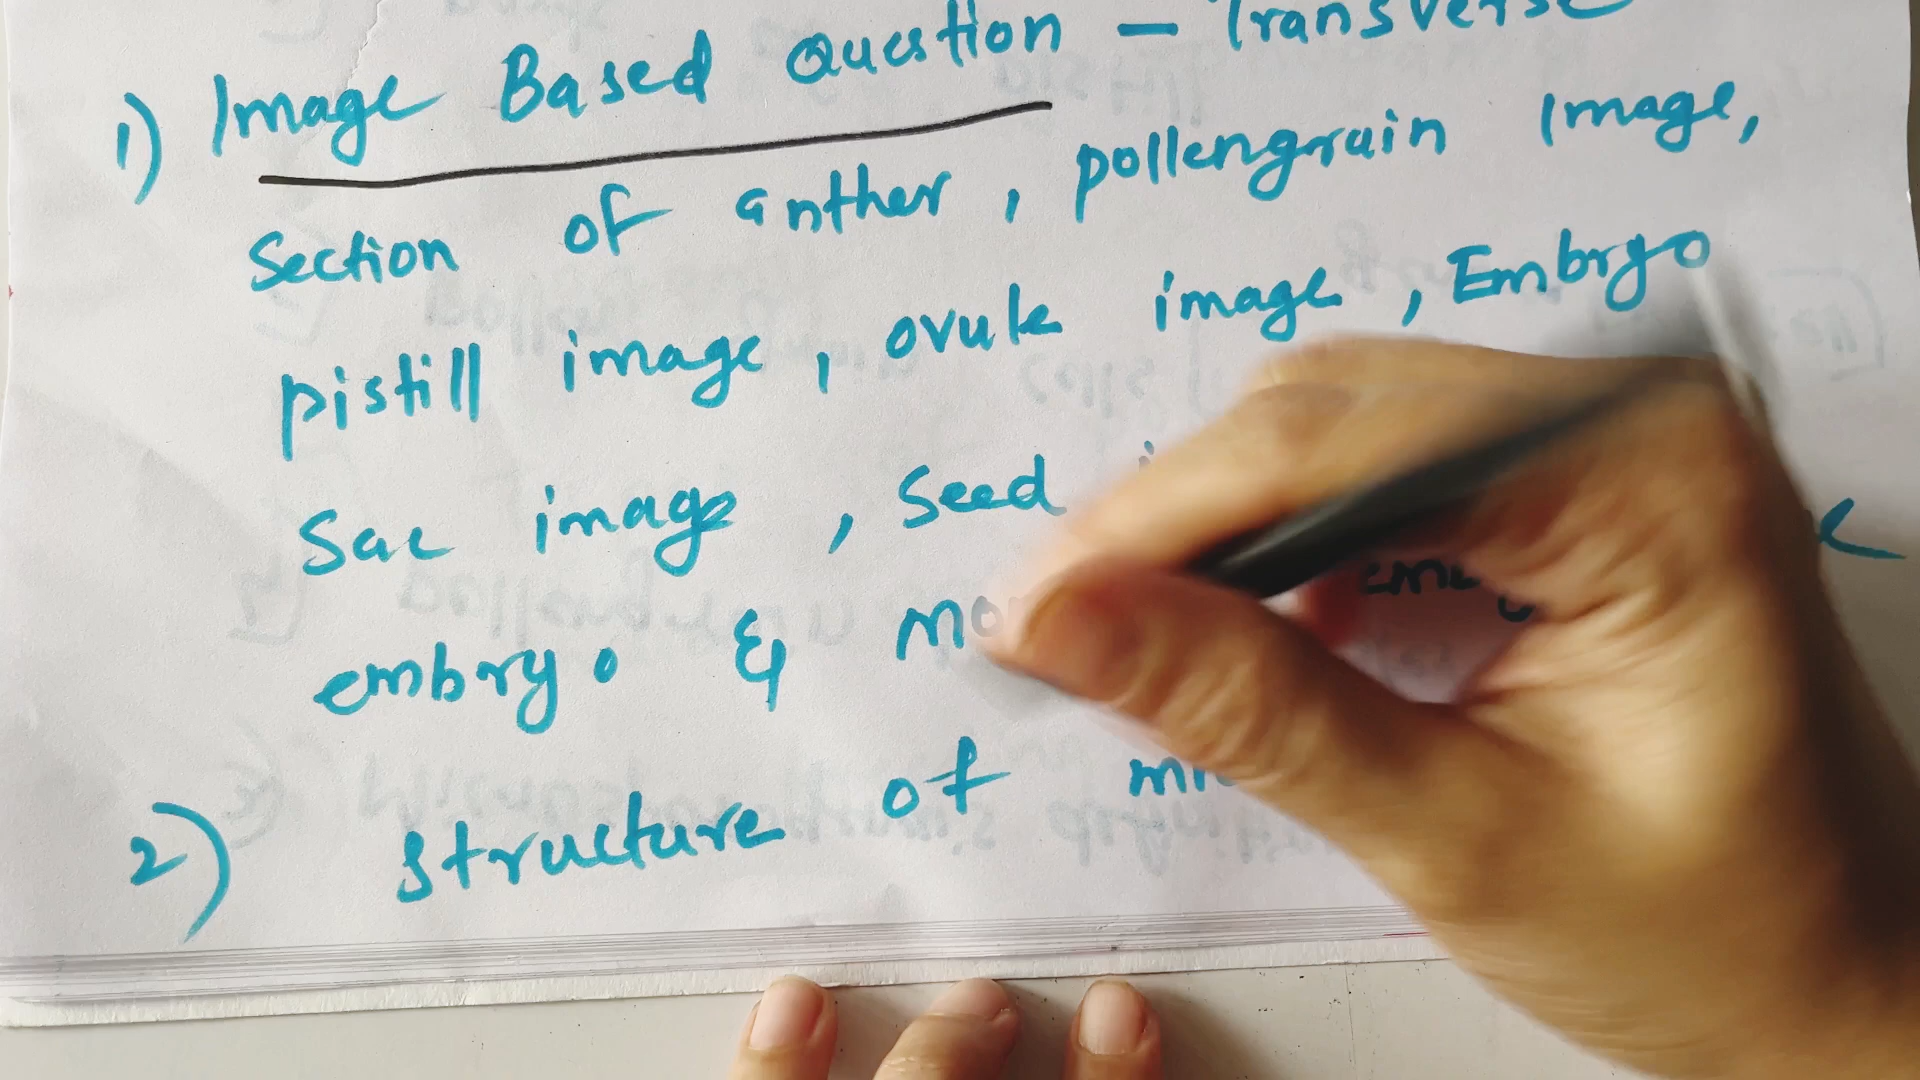 1) Image Based Question - Transverse
Section of anther, pollengrain Image,
pistill image, ovule image, Embryo
Sac image, Seed
embryo &
2) structure of